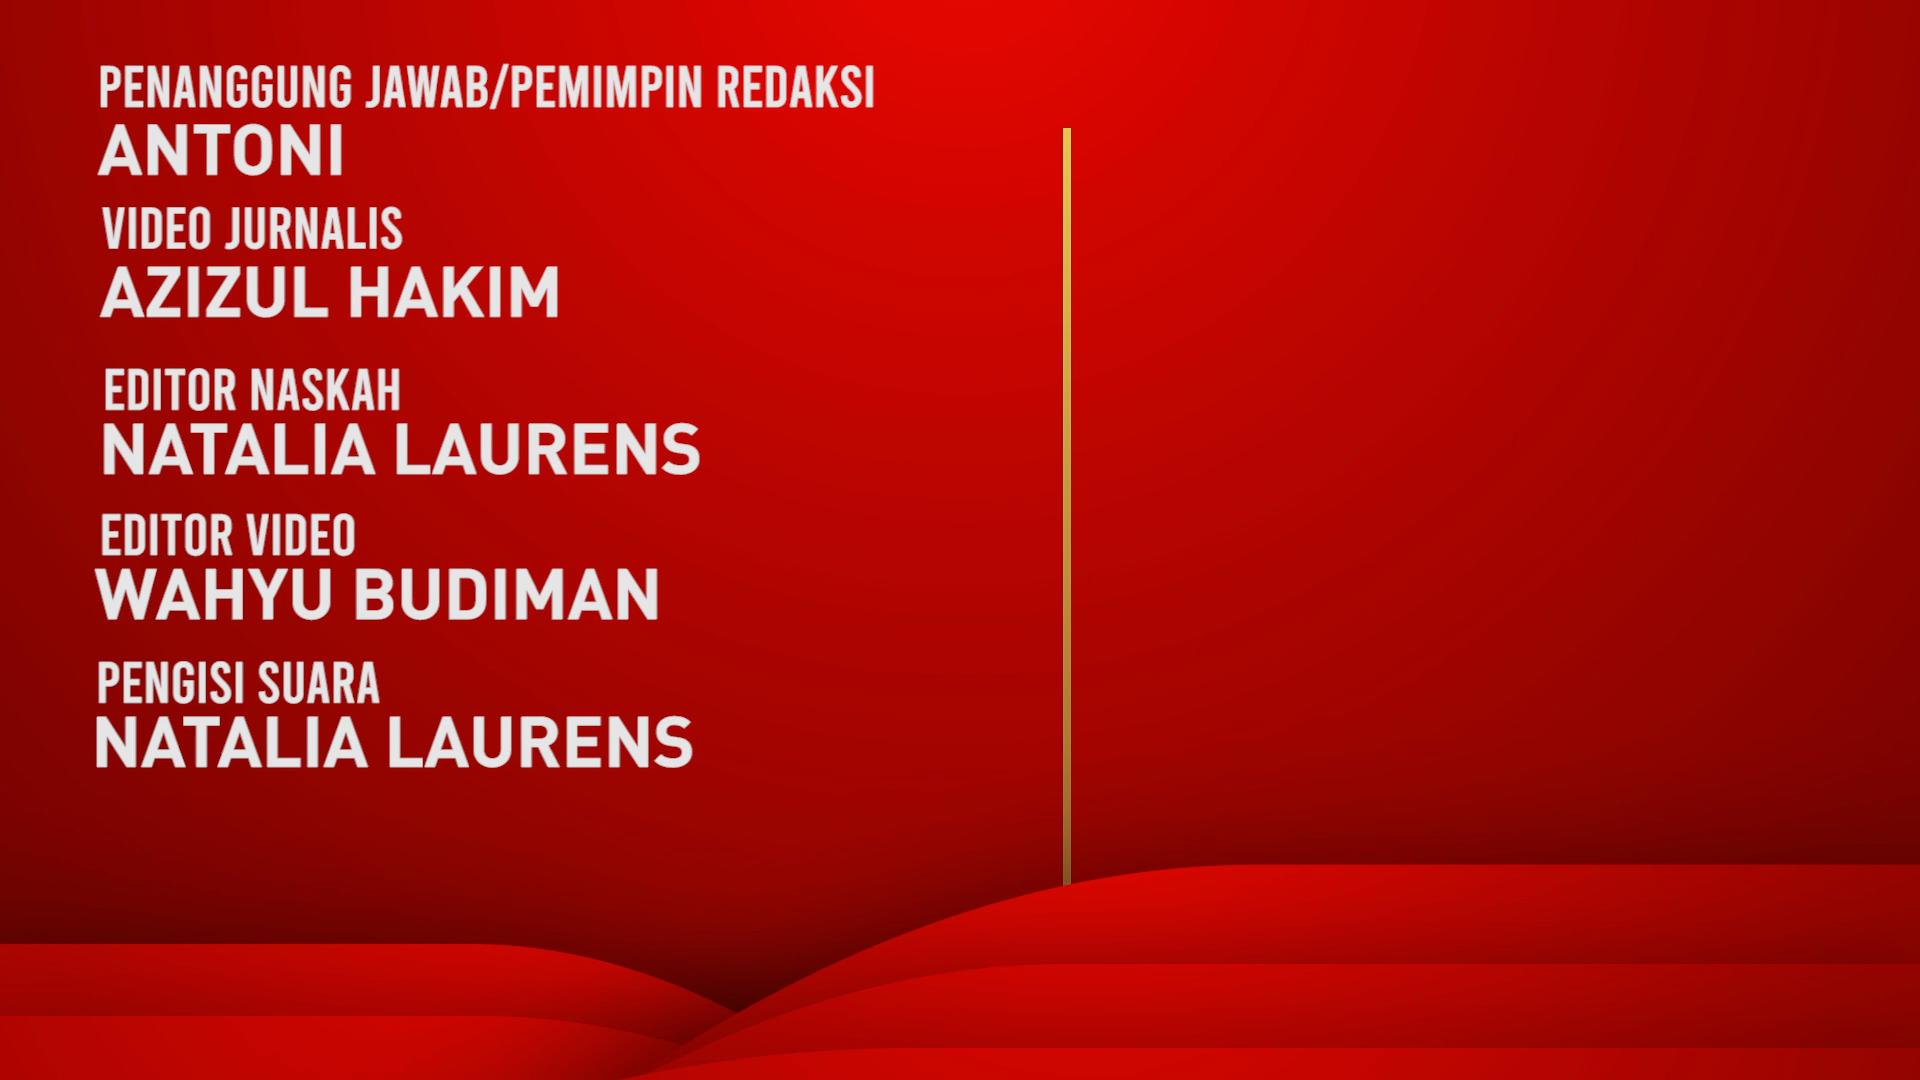 PENANGGUNG JAWAB/PEMIMPIN REDAKSI
ANTONI
VIDEO JURNALIS
AZIZUL HAKIM
EDITOR NASKAH
NATALIA LAURENS
EDITOR VIDEO
WAHYU BUDIMAN
PENGISI SUARA
NATALIA LAURENS